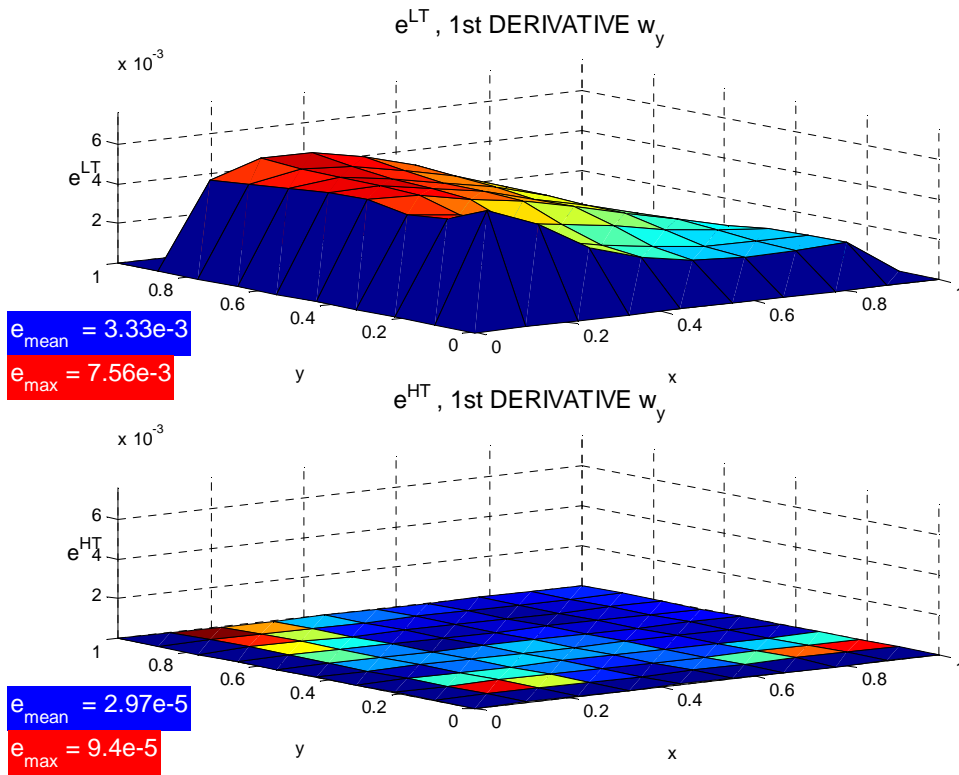 e^LT , 1st DERIVATIVE w_y
x 10^-3
6
4
2
e^LT
1
0.8
0.6
0.4
0.2
0
0
0.2
0.4
0.6
0.8
1
y
x
e_mean = 3.33e-3
e_max = 7.56e-3
e^HT , 1st DERIVATIVE w_y
x 10^-3
6
4
2
e^HT
1
0.8
0.6
0.4
0.2
0
0
0.2
0.4
0.6
0.8
1
y
x
e_mean = 2.97e-5
e_max = 9.4e-5